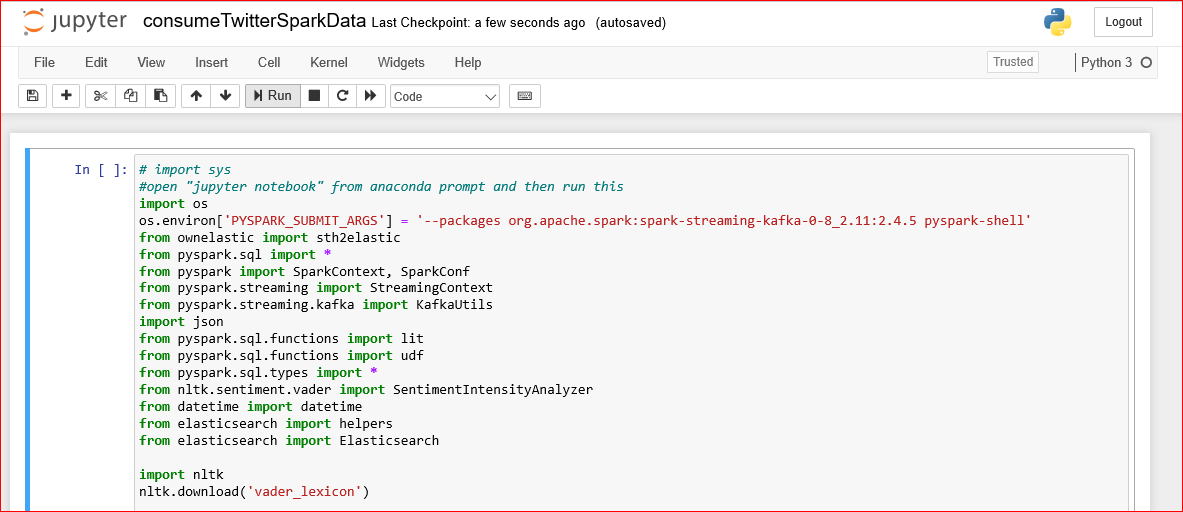 jupyter consumeTwitterSparkData Last Checkpoint: a few seconds ago (autosaved) Logout
File Edit View Insert Cell Kernel Widgets Help Trusted Python 3
Run Code
In [ ]: # import sys
#open "jupyter notebook" from anaconda prompt and then run this
import os
os.environ['PYSPARK_SUBMIT_ARGS'] = '--packages org.apache.spark:spark-streaming-kafka-0-8_2.11:2.4.5 pyspark-shell'
from ownelastic import sth2elastic
from pyspark.sql import *
from pyspark import SparkContext, SparkConf
from pyspark.streaming import StreamingContext
from pyspark.streaming.kafka import KafkaUtils
import json
from pyspark.sql.functions import lit
from pyspark.sql.functions import udf
from pyspark.sql.types import *
from nltk.sentiment.vader import SentimentIntensityAnalyzer
from datetime import datetime
from elasticsearch import helpers
from elasticsearch import Elasticsearch
import nltk
nltk.download('vader_lexicon')